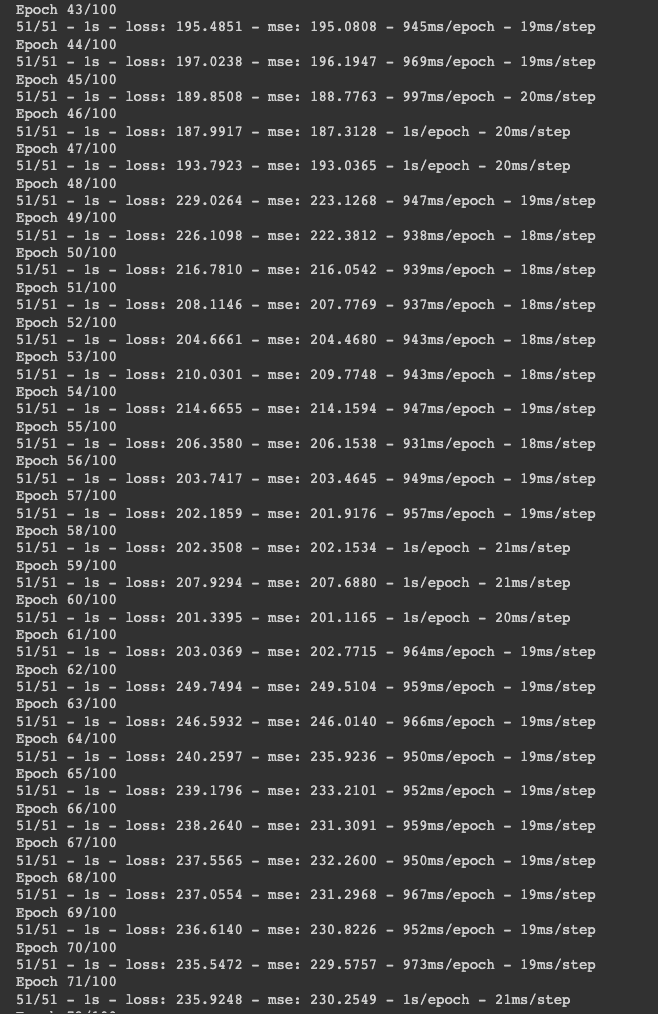 Epoch 43/100
51/51 - 1s - loss: 195.4851 - mse: 195.0808 - 945ms/epoch - 19ms/step
Epoch 44/100
51/51 - 1s - loss: 197.0238 - mse: 196.1947 - 969ms/epoch - 19ms/step
Epoch 45/100
51/51 - 1s - loss: 189.8508 - mse: 188.7763 - 997ms/epoch - 20ms/step
Epoch 46/100
51/51 - 1s - loss: 187.9917 - mse: 187.3128 - 1s/epoch - 20ms/step
Epoch 47/100
51/51 - 1s - loss: 193.7923 - mse: 193.0365 - 1s/epoch - 20ms/step
Epoch 48/100
51/51 - 1s - loss: 229.0264 - mse: 223.1268 - 947ms/epoch - 19ms/step
Epoch 49/100
51/51 - 1s - loss: 226.1098 - mse: 222.3812 - 938ms/epoch - 18ms/step
Epoch 50/100
51/51 - 1s - loss: 216.7810 - mse: 216.0542 - 939ms/epoch - 18ms/step
Epoch 51/100
51/51 - 1s - loss: 208.1146 - mse: 207.7769 - 937ms/epoch - 18ms/step
Epoch 52/100
51/51 - 1s - loss: 204.6661 - mse: 204.4680 - 943ms/epoch - 18ms/step
Epoch 53/100
51/51 - 1s - loss: 210.0301 - mse: 209.7748 - 943ms/epoch - 18ms/step
Epoch 54/100
51/51 - 1s - loss: 214.6655 - mse: 214.1594 - 947ms/epoch - 19ms/step
Epoch 55/100
51/51 - 1s - loss: 206.3580 - mse: 206.1538 - 931ms/epoch - 18ms/step
Epoch 56/100
51/51 - 1s - loss: 203.7417 - mse: 203.4645 - 949ms/epoch - 19ms/step
Epoch 57/100
51/51 - 1s - loss: 202.1859 - mse: 201.9176 - 957ms/epoch - 19ms/step
Epoch 58/100
51/51 - 1s - loss: 202.3508 - mse: 202.1534 - 1s/epoch - 21ms/step
Epoch 59/100
51/51 - 1s - loss: 207.9294 - mse: 207.6880 - 1s/epoch - 21ms/step
Epoch 60/100
51/51 - 1s - loss: 201.3395 - mse: 201.1165 - 1s/epoch - 20ms/step
Epoch 61/100
51/51 - 1s - loss: 203.0369 - mse: 202.7715 - 964ms/epoch - 19ms/step
Epoch 62/100
51/51 - 1s - loss: 249.7494 - mse: 249.5104 - 959ms/epoch - 19ms/step
Epoch 63/100
51/51 - 1s - loss: 246.5932 - mse: 246.0140 - 966ms/epoch - 19ms/step
Epoch 64/100
51/51 - 1s - loss: 240.2597 - mse: 235.9236 - 950ms/epoch - 19ms/step
Epoch 65/100
51/51 - 1s - loss: 239.1796 - mse: 233.2101 - 952ms/epoch - 19ms/step
Epoch 66/100
51/51 - 1s - loss: 238.2640 - mse: 231.3091 - 959ms/epoch - 19ms/step
Epoch 67/100
51/51 - 1s - loss: 237.5565 - mse: 232.2600 - 950ms/epoch - 19ms/step
Epoch 68/100
51/51 - 1s - loss: 237.0554 - mse: 231.2968 - 967ms/epoch - 19ms/step
Epoch 69/100
51/51 - 1s - loss: 236.6140 - mse: 230.8226 - 952ms/epoch - 19ms/step
Epoch 70/100
51/51 - 1s - loss: 235.5472 - mse: 229.5757 - 973ms/epoch - 19ms/step
Epoch 71/100
51/51 - 1s - loss: 235.9248 - mse: 230.2549 - 1s/epoch - 21ms/step